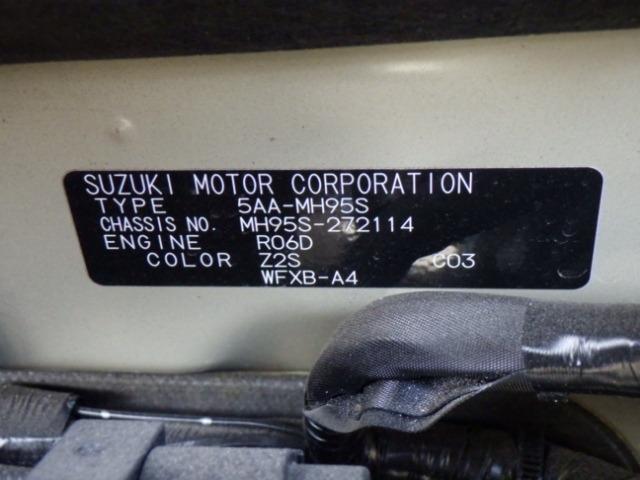 SUZUKI MOTOR CORPORATION
TYPE 5AA-MH95S
CHASSIS NO. MH95S-272114
ENGINE R06D
COLOR Z2S C03
WFXB-A4